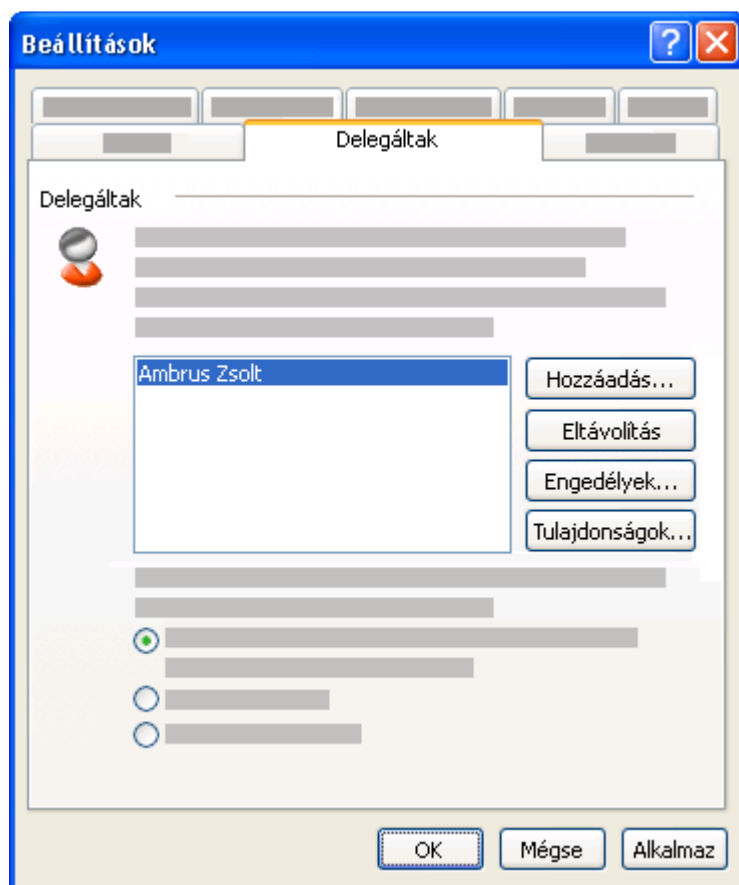 Beállítások
Delegáltak
Delegáltak
Ambrus Zsolt
Hozzáadás...
Eltávolítás
Engedélyek...
Tulajdonságok...
OK
Mégse
Alkalmaz